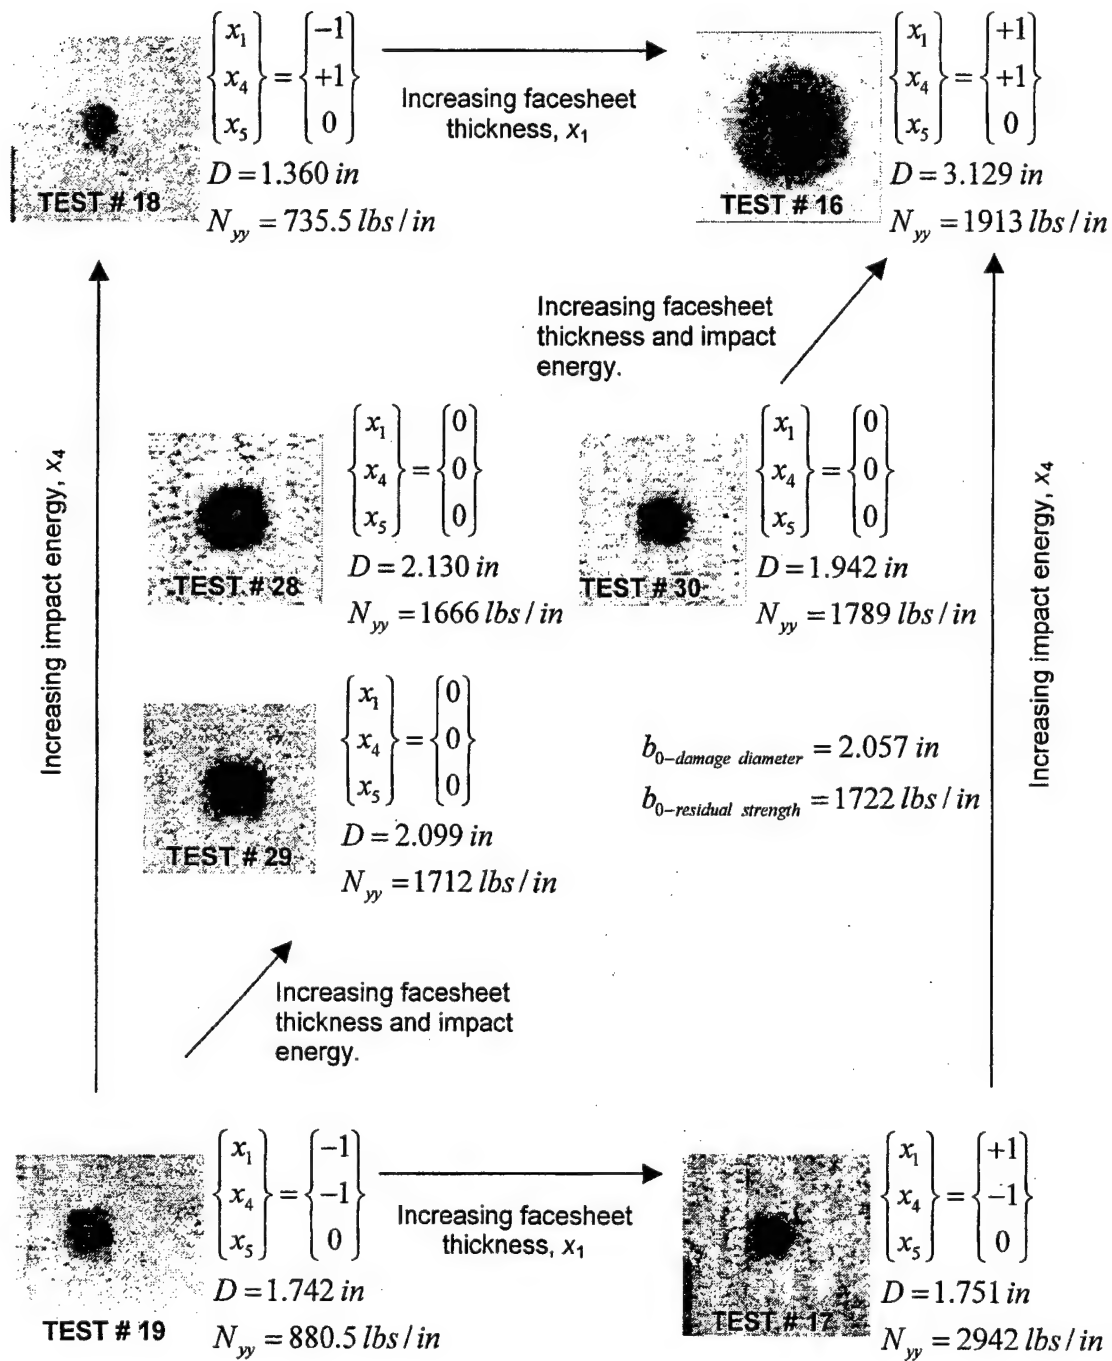 {x₁ x₄ x₅} = {−1 +1 0}
D = 1.360 in
N_yy = 735.5 lbs / in
TEST # 18
Increasing facesheet
thickness, x₁
{x₁ x₄ x₅} = {+1 +1 0}
D = 3.129 in
N_yy = 1913 lbs / in
TEST # 16
Increasing facesheet
thickness and impact
energy.
Increasing impact energy, x₄
{x₁ x₄ x₅} = {0 0 0}
D = 2.130 in
N_yy = 1666 lbs / in
TEST # 28
{x₁ x₄ x₅} = {0 0 0}
D = 1.942 in
N_yy = 1789 lbs / in
TEST # 30
Increasing impact energy, x₄
{x₁ x₄ x₅} = {0 0 0}
D = 2.099 in
N_yy = 1712 lbs / in
TEST # 29
b_0−damage diameter = 2.057 in
b_0−residual strength = 1722 lbs / in
Increasing facesheet
thickness and impact
energy.
{x₁ x₄ x₅} = {−1 −1 0}
D = 1.742 in
N_yy = 880.5 lbs / in
TEST # 19
Increasing facesheet
thickness, x₁
{x₁ x₄ x₅} = {+1 −1 0}
D = 1.751 in
N_yy = 2942 lbs / in
TEST # 17